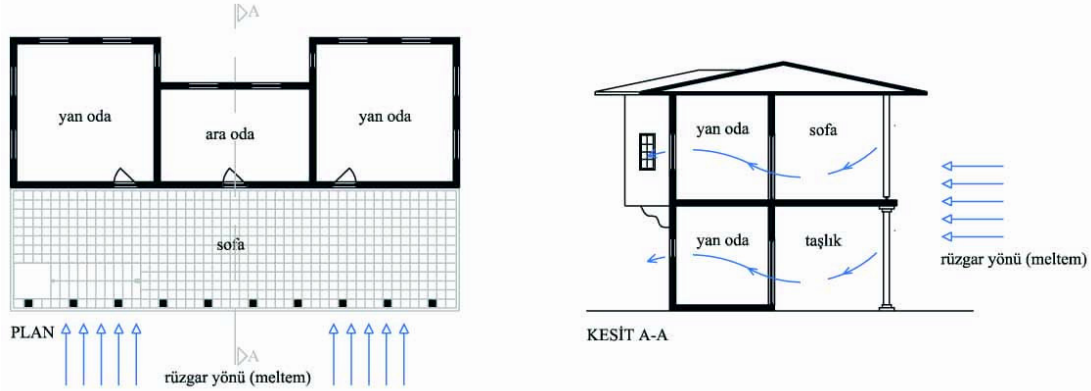 A
yan oda
ara oda
yan oda
sofa
PLAN
A
rüzgar yönü (meltem)
yan oda
sofa
yan oda
taşlık
rüzgar yönü (meltem)
KESİT A-A